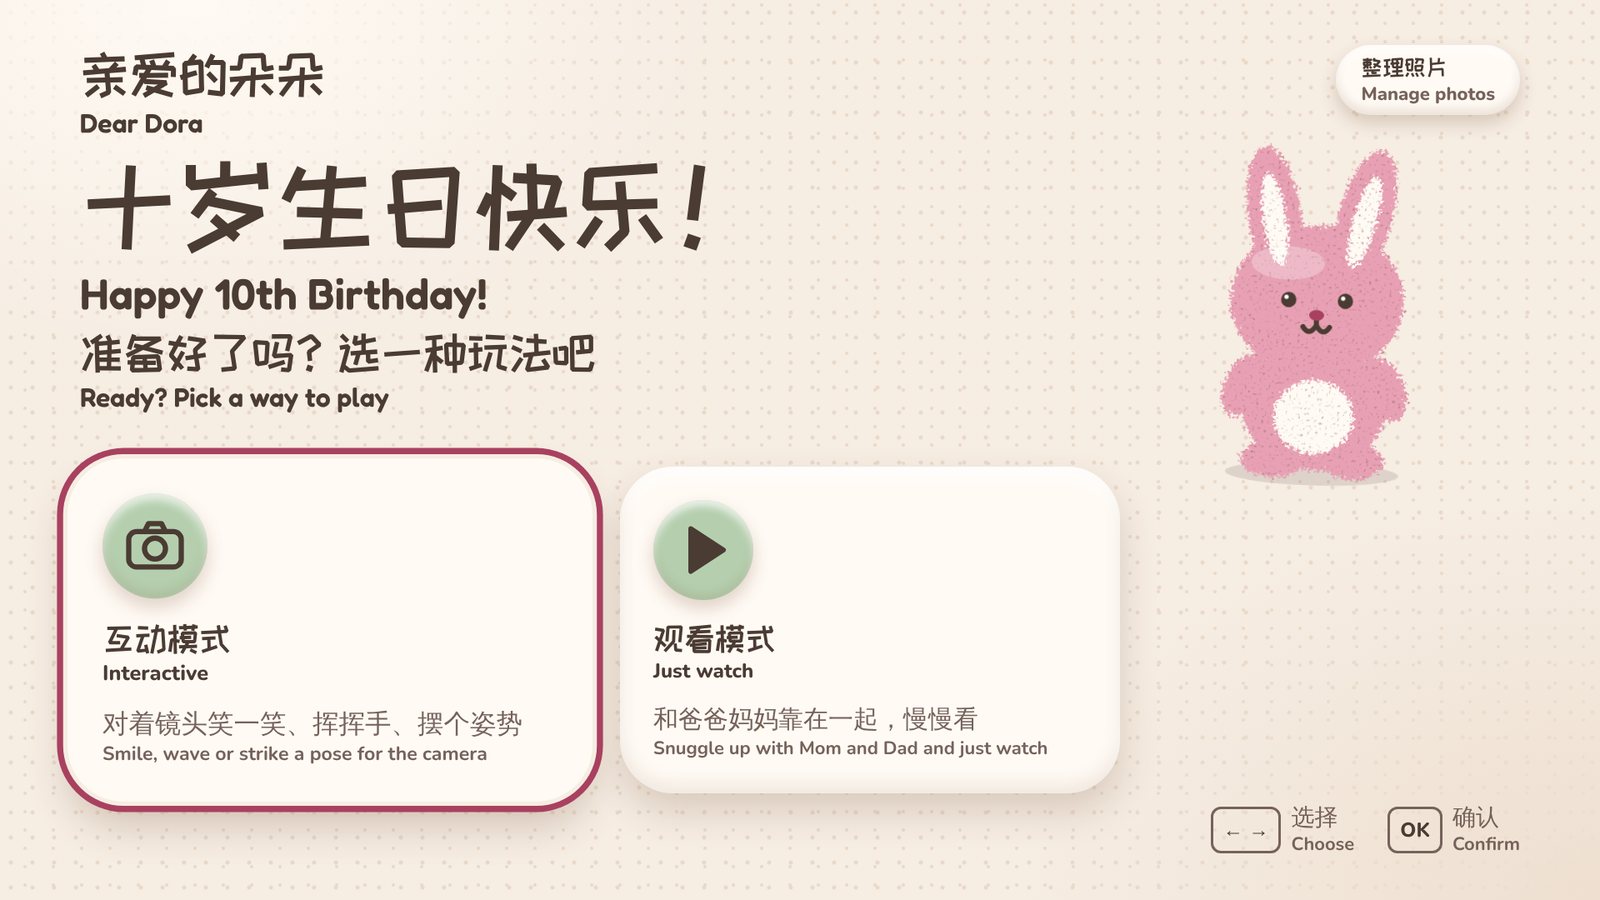 亲爱的朵朵
Dear Dora
十岁生日快乐！
Happy 10th Birthday!
准备好了吗？选一种玩法吧
Ready? Pick a way to play
整理照片
Manage photos
互动模式
Interactive
对着镜头笑一笑、挥挥手、摆个姿势
Smile, wave or strike a pose for the camera
观看模式
Just watch
和爸爸妈妈靠在一起，慢慢看
Snuggle up with Mom and Dad and just watch
← →
选择
Choose
OK
确认
Confirm